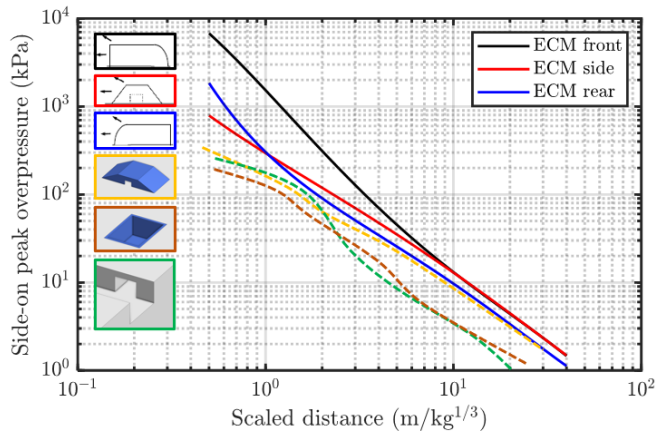 10^4
10^3
10^2
10^1
10^0
Side-on peak overpressure (kPa)
ECM front
ECM side
ECM rear
10^-1
10^0
10^1
10^2
Scaled distance (m/kg^1/3)